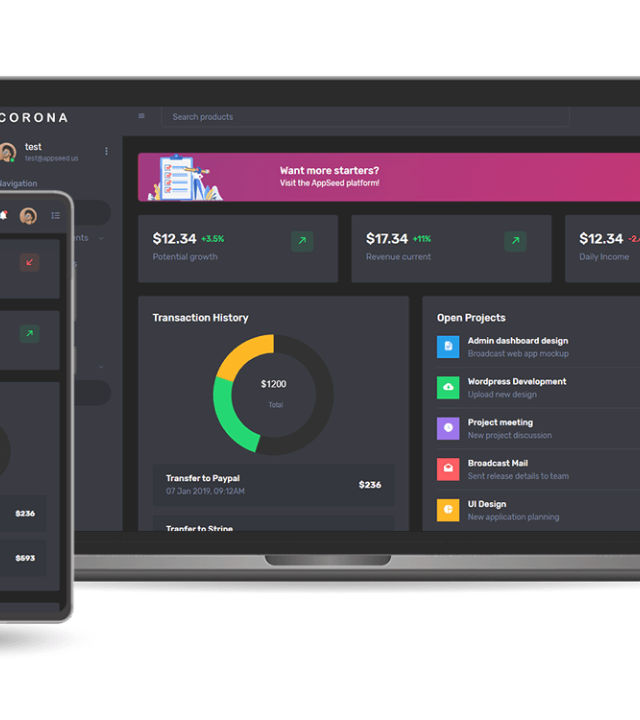 CORONA
Search products
test
test@appseed.us
Navigation
Want more starters?
Visit the AppSeed platform!
$12.34 +3.5%
Potential growth
$17.34 +11%
Revenue current
$12.34
Daily Income
Transaction History
$1200
Total
Transfer to Paypal
07 Jan 2019, 09:12AM
$236
Tranfer to Stripe
Open Projects
Admin dashboard design
Broadcast web app mockup
Wordpress Development
Upload new design
Project meeting
New project discussion
Broadcast Mail
Sent release details to team
UI Design
New application planning
$236
$593